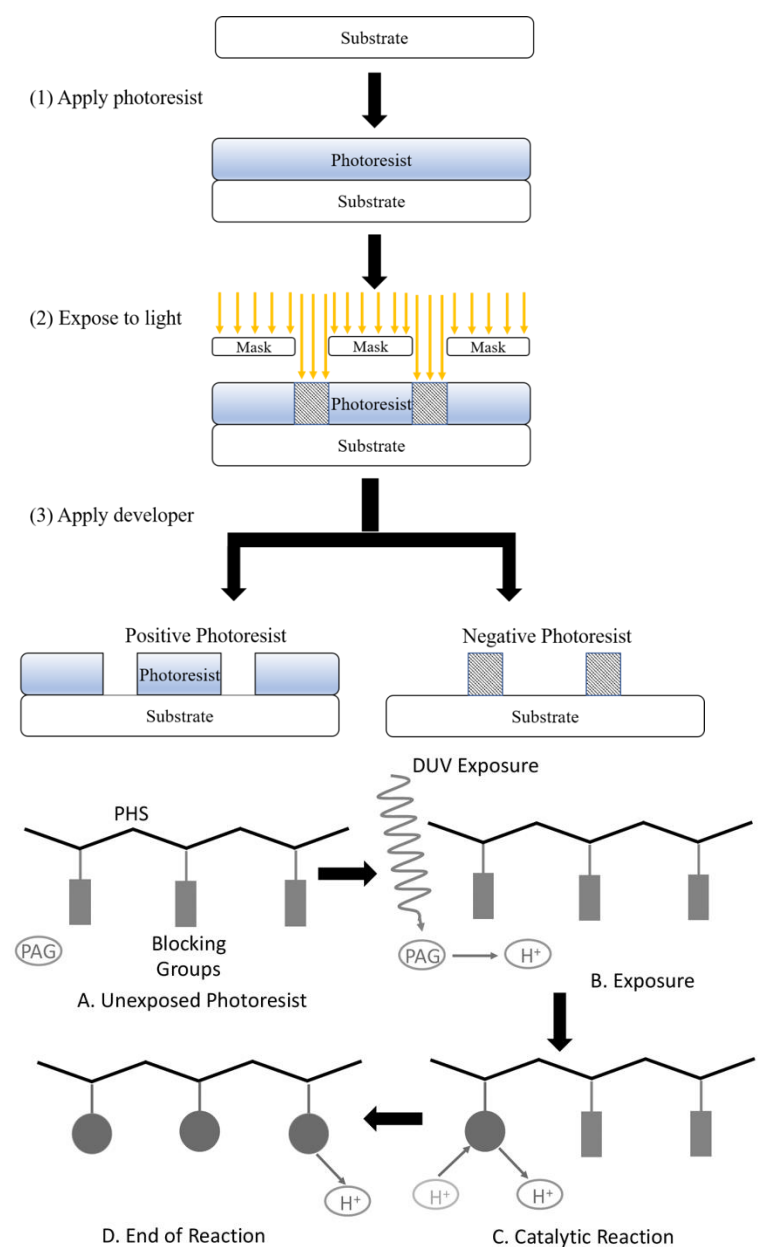 Substrate
(1) Apply photoresist
Photoresist
Substrate
(2) Expose to light
Mask Mask Mask
Photoresist
Substrate
(3) Apply developer
Positive Photoresist
Photoresist
Substrate
Negative Photoresist
Substrate
PHS
PAG
Blocking
Groups
A. Unexposed Photoresist
DUV Exposure
PAG
H⁺
B. Exposure
H⁺
H⁺
C. Catalytic Reaction
H⁺
D. End of Reaction